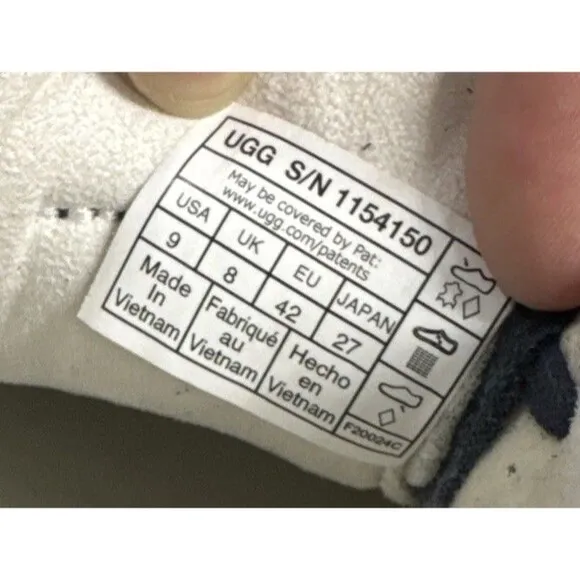 UGG S/N 1154150
May be covered by Pat:
www.ugg.com/patents
USA UK EU JAPAN
9 8 42 27
Made In Vietnam
Fabriqué au Vietnam
Hecho en Vietnam
F20024C